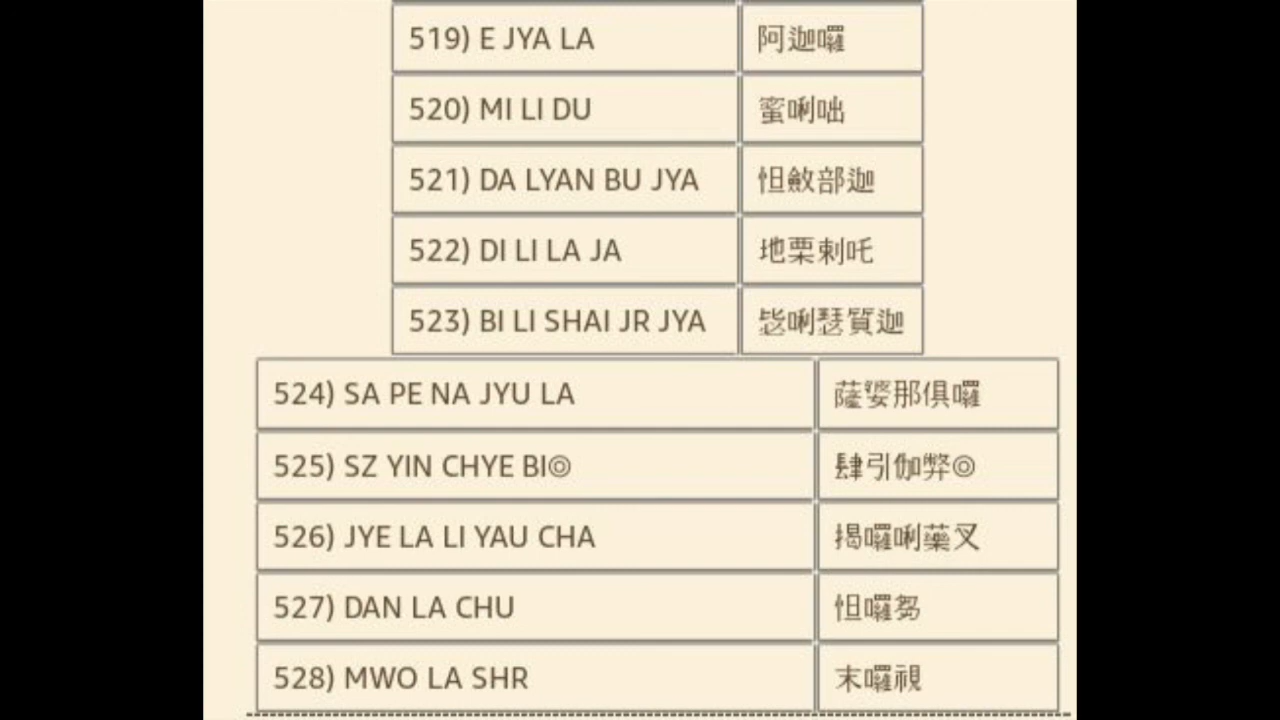 519) E JYA LA 阿迦囉
520) MI LI DU 蜜唎咄
521) DA LYAN BU JYA 怛斂部迦
522) DI LI LA JA 地栗剌吒
523) BI LI SHAI JR JYA 毖唎瑟質迦
524) SA PE NA JYU LA 薩婆那俱囉
525) SZ YIN CHYE BI◎ 肆引伽弊◎
526) JYE LA LI YAU CHA 揭囉唎藥叉
527) DAN LA CHU 怛囉芻
528) MWO LA SHR 末囉視